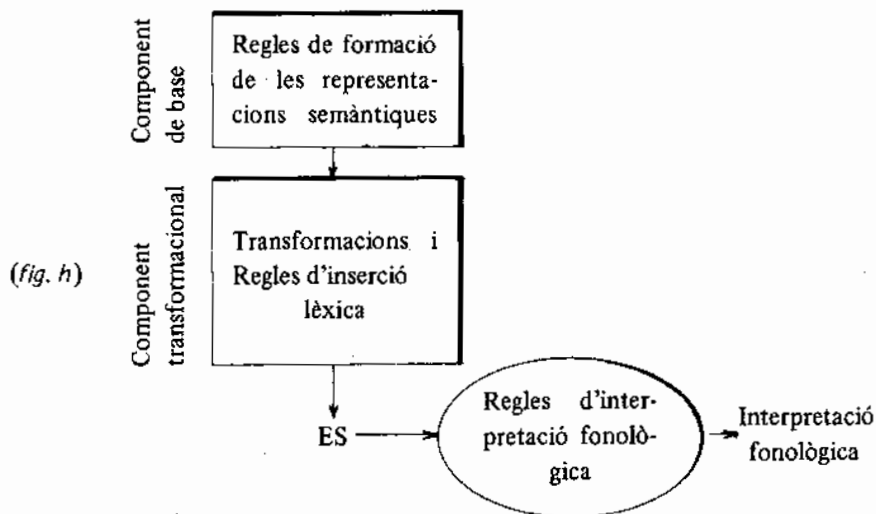 Component
de base
Regles de formació
de les representa-
cions semàntiques
(fig. h)
Component
transformacional
Transformacions i
Regles d'inserció
lèxica
ES
Regles d'inter-
pretació fonolò-
gica
Interpretació
fonològica